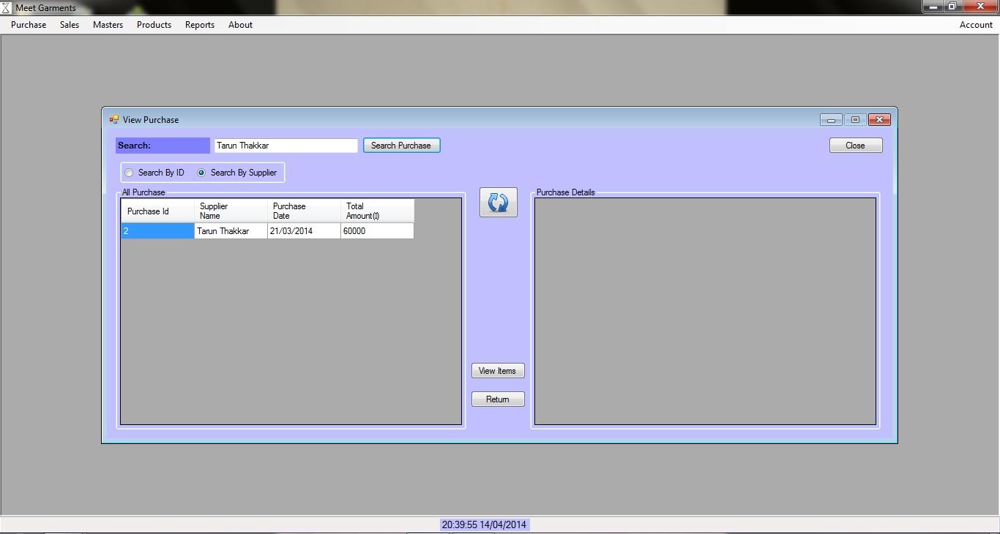 Meet Garments
Purchase Sales Masters Products Reports About Account
View Purchase
Search: Tarun Thakkar Search Purchase Close
Search By ID Search By Supplier
All Purchase
Purchase Id Supplier Name Purchase Date Total Amount(▯)
2 Tarun Thakkar 21/03/2014 60000
Purchase Details
View Items
Return
20:39:55 14/04/2014